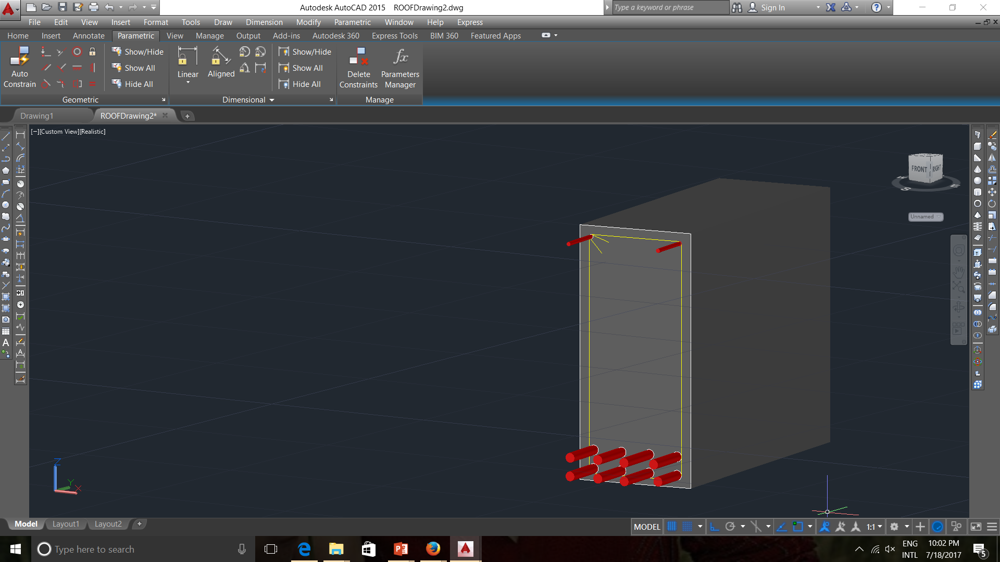 Autodesk AutoCAD 2015 ROOFDrawing2.dwg
Type a keyword or phrase
Sign In
File Edit View Insert Format Tools Draw Dimension Modify Parametric Window Help Express
Home Insert Annotate Parametric View Manage Output Add-ins Autodesk 360 Express Tools BIM 360 Featured Apps
Auto
Constrain
Show/Hide
Show All
Hide All
Geometric
Linear
Aligned
Show/Hide
Show All
Hide All
Dimensional
Delete
Constraints
fx
Parameters
Manager
Manage
Drawing1
ROOFDrawing2*
[−][Custom View][Realistic]
FRONT
RIGHT
S
E
Unnamed
Z
Y
X
A
A
Model Layout1 Layout2
MODEL
1:1
Type here to search
ENG
INTL
10:02 PM
7/18/2017
5